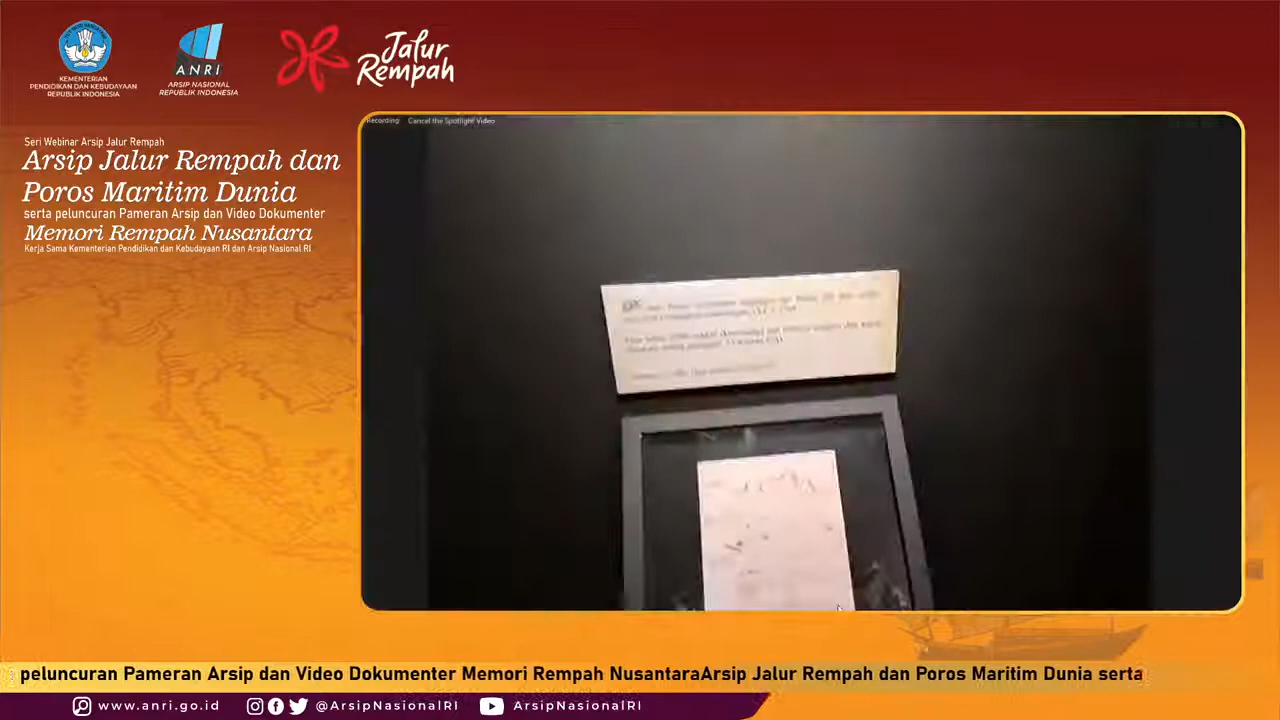 KEMENTERIAN
PENDIDIKAN DAN KEBUDAYAAN
REPUBLIK INDONESIA
ANRI
ARSIP NASIONAL
REPUBLIK INDONESIA
Jalur
Rempah
Seri Webinar Arsip Jalur Rempah
Arsip Jalur Rempah dan
Poros Maritim Dunia
serta peluncuran Pameran Arsip dan Video Dokumenter
Memori Rempah Nusantara
Kerja Sama Kementerian Pendidikan dan Kebudayaan RI dan Arsip Nasional RI
Recording Cancel the Spotlight Video
peluncuran Pameran Arsip dan Video Dokumenter Memori Rempah NusantaraArsip Jalur Rempah dan Poros Maritim Dunia serta
www.anri.go.id @ArsipNasionalRI ArsipNasionalRI